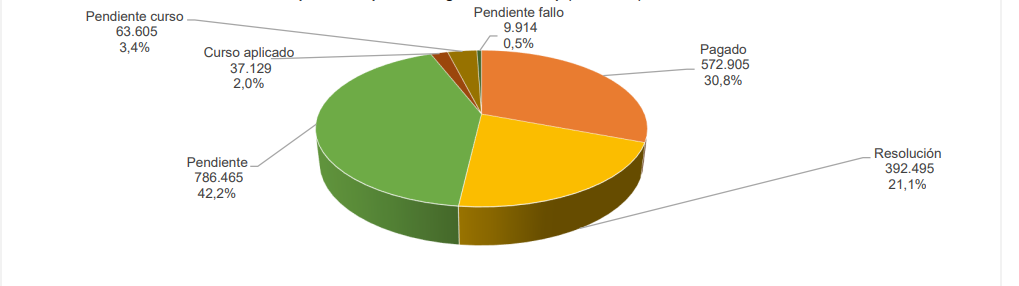 Pendiente curso
63.605
3,4%
Pendiente fallo
9.914
0,5%
Curso aplicado
37.129
2,0%
Pagado
572.905
30,8%
Pendiente
786.465
42,2%
Resolución
392.495
21,1%